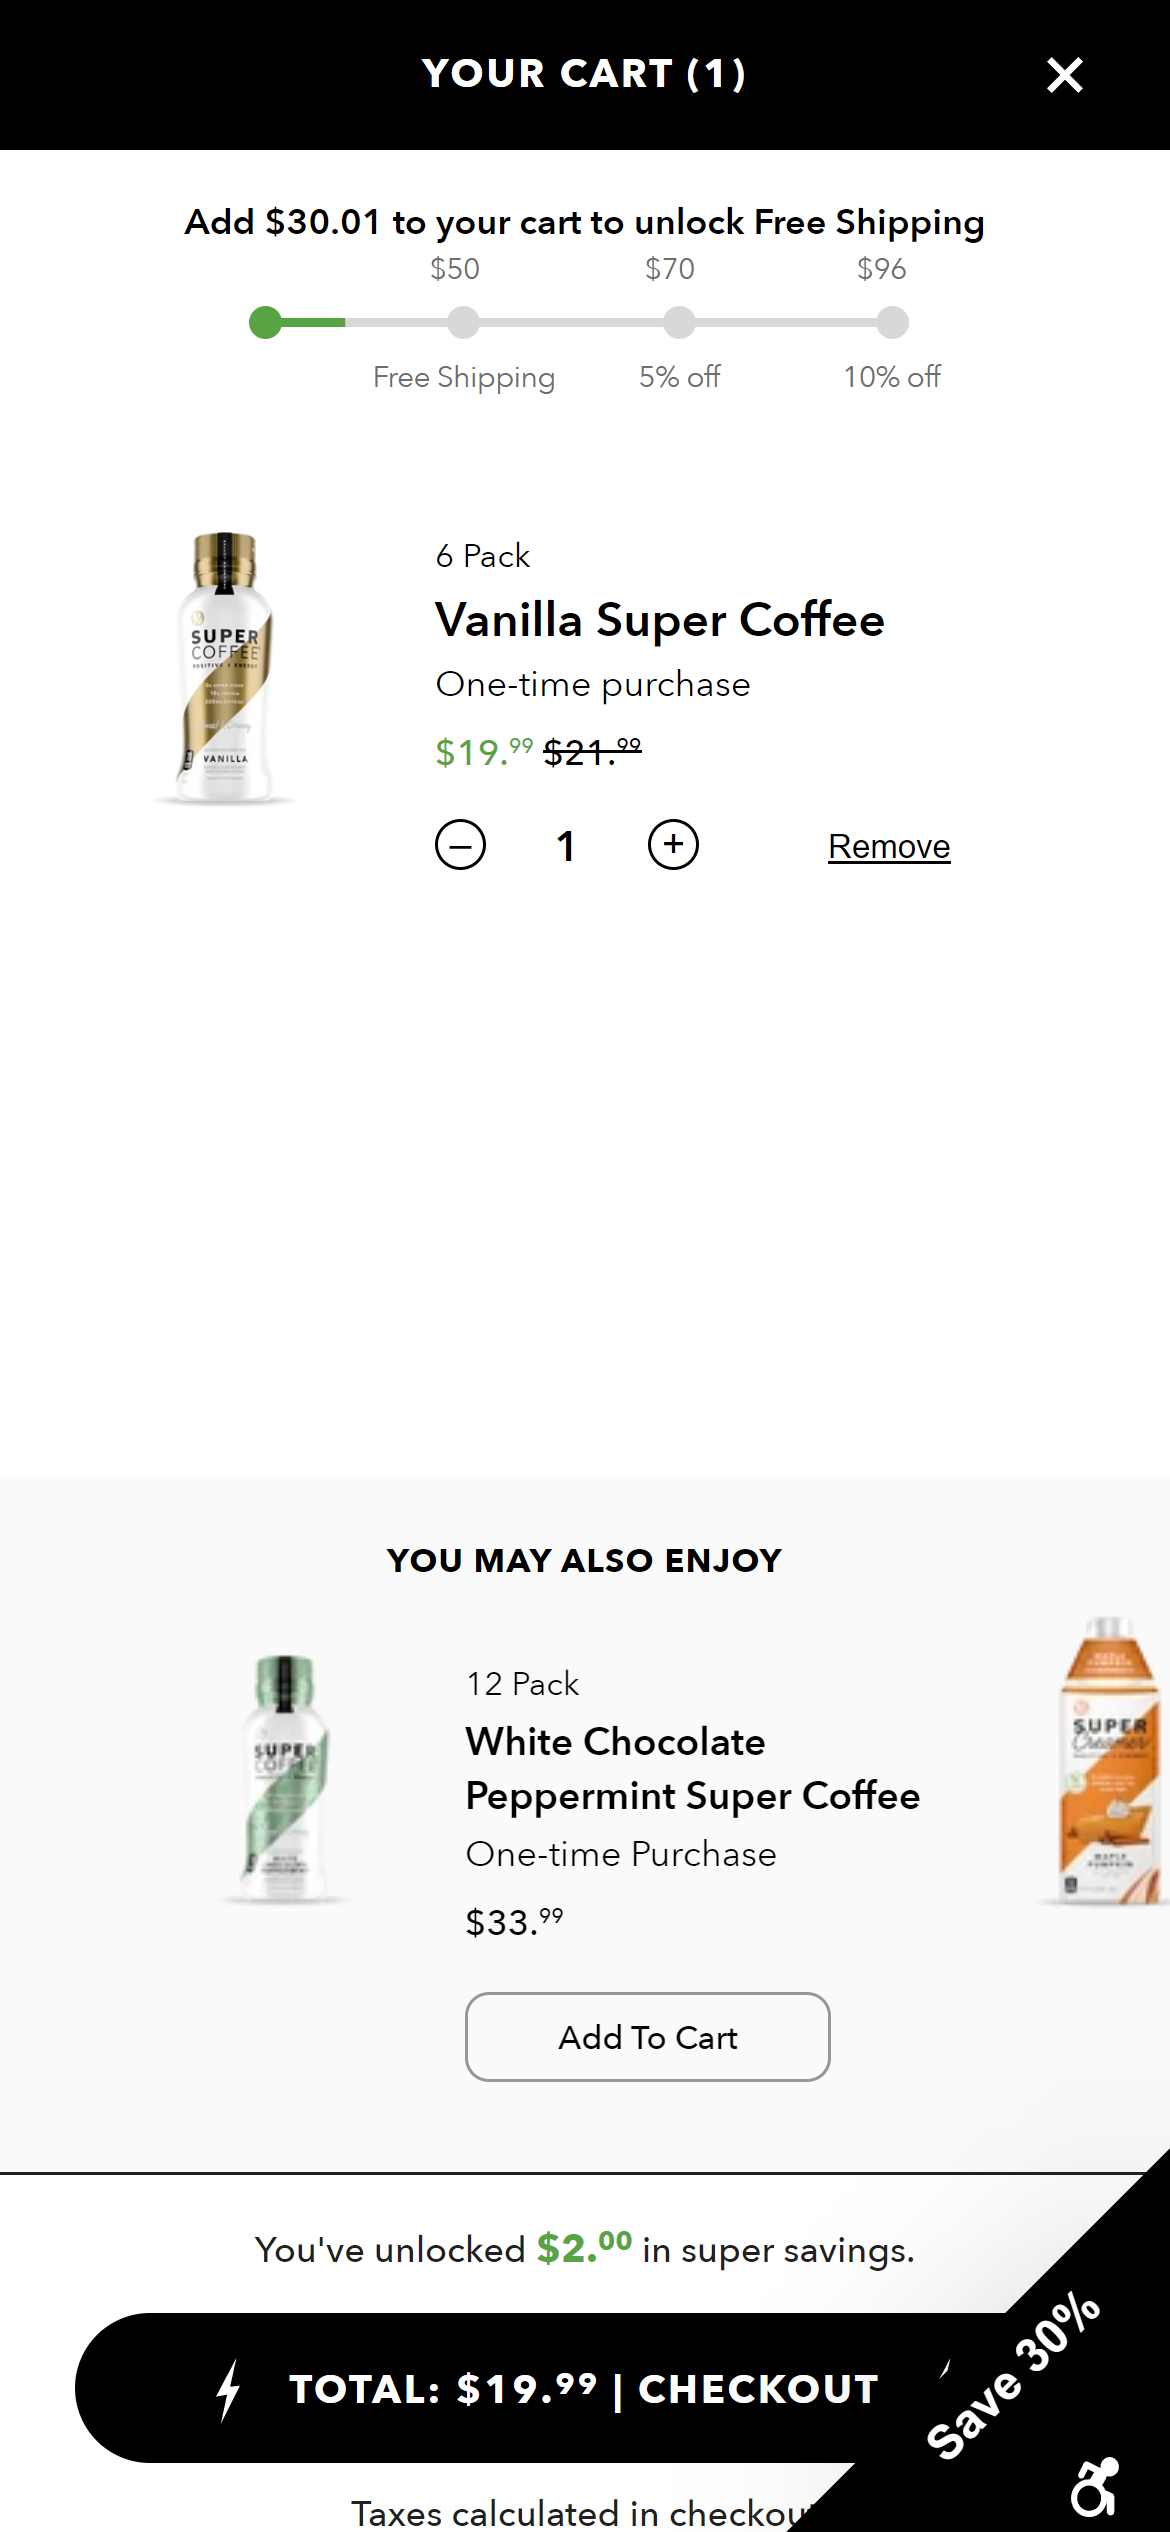 YOUR CART (1)
Add $30.01 to your cart to unlock Free Shipping
$50 $70 $96
Free Shipping 5% off 10% off
SUPER
COFFEE
POSITIVE ENERGY
VANILLA
6 Pack
Vanilla Super Coffee
One-time purchase
$19.99 $21.99
1
Remove
YOU MAY ALSO ENJOY
SUPER
COFFEE
12 Pack
White Chocolate
Peppermint Super Coffee
One-time Purchase
$33.99
Add To Cart
SUPER
Creamer
MAPLE
PUMPKIN
You've unlocked $2.00 in super savings.
TOTAL: $19.99 | CHECKOUT
Save 30%
Taxes calculated in checkou